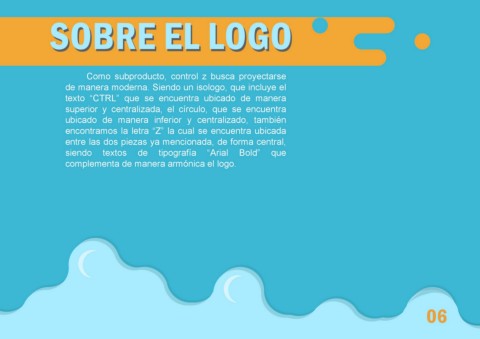 SOBRE EL LOGO
Como subproducto, control z busca proyectarse
de manera moderna. Siendo un isologo, que incluye el
texto “CTRL” que se encuentra ubicado de manera
superior y centralizada, el círculo, que se encuentra
ubicado de manera inferior y centralizado, también
encontramos la letra “Z” la cual se encuentra ubicada
entre las dos piezas ya mencionada, de forma central,
siendo textos de tipografía “Arial Bold” que
complementa de manera armónica el logo.
06